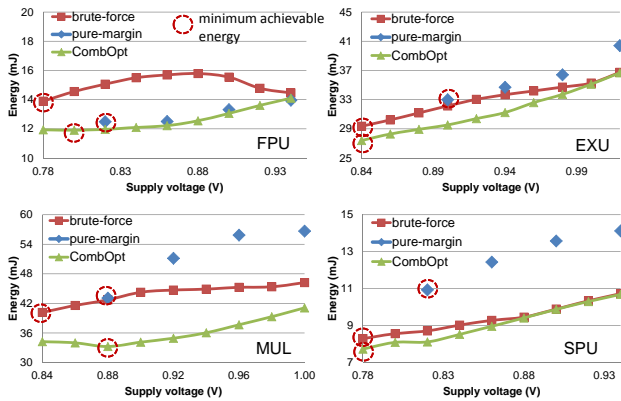 18
16
14
12
10
Energy (mJ)
brute-force
pure-margin
CombOpt
minimum achievable
energy
FPU
0.78
0.83
0.88
0.93
Supply voltage (V)
41
37
33
29
25
Energy (mJ)
brute-force
pure-margin
CombOpt
EXU
0.84
0.89
0.94
0.99
Supply voltage (V)
60
54
48
42
36
30
Energy (mJ)
brute-force
pure-margin
CombOpt
MUL
0.84
0.88
0.92
0.96
1.00
Supply voltage (V)
15
13
11
9
7
Energy (mJ)
brute-force
pure-margin
CombOpt
SPU
0.78
0.83
0.88
0.93
Supply voltage (V)